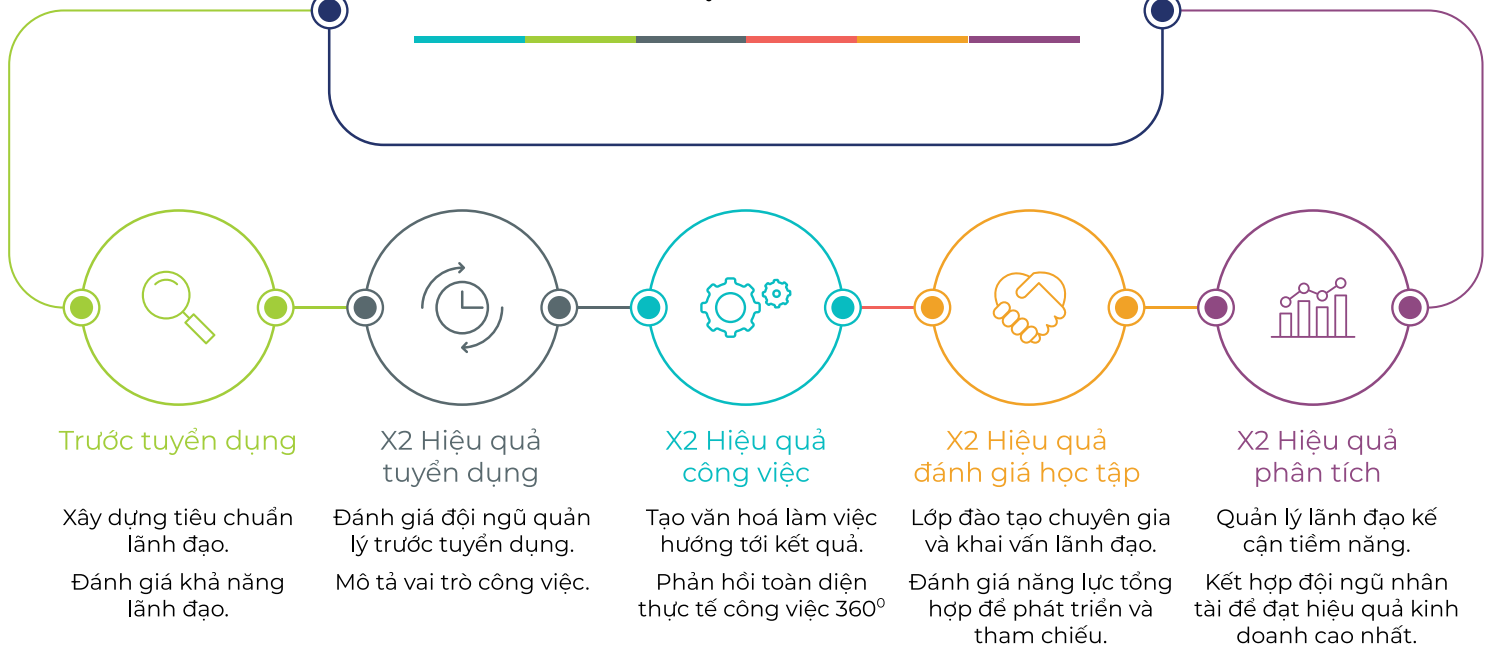 Trước tuyển dụng
Xây dựng tiêu chuẩn
lãnh đạo.
Đánh giá khả năng
lãnh đạo.
X2 Hiệu quả
tuyển dụng
Đánh giá đội ngũ quản
lý trước tuyển dụng.
Mô tả vai trò công việc.
X2 Hiệu quả
công việc
Tạo văn hoá làm việc
hướng tới kết quả.
Phản hồi toàn diện
thực tế công việc 360⁰
X2 Hiệu quả
đánh giá học tập
Lớp đào tạo chuyên gia
và khai vấn lãnh đạo.
Đánh giá năng lực tổng
hợp để phát triển và
tham chiếu.
X2 Hiệu quả
phân tích
Quản lý lãnh đạo kế
cận tiềm năng.
Kết hợp đội ngũ nhân
tài để đạt hiệu quả kinh
doanh cao nhất.